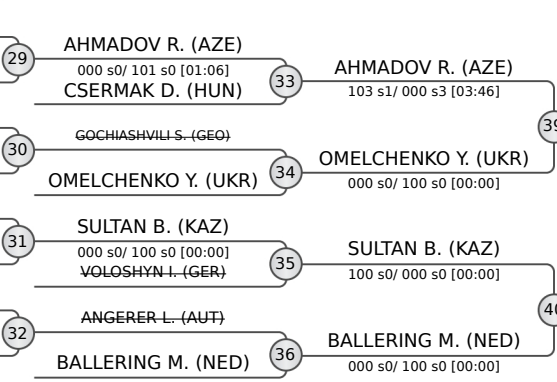 29
AHMADOV R. (AZE)
000 s0/ 101 s0 [01:06]
CSERMAK D. (HUN)
33
AHMADOV R. (AZE)
103 s1/ 000 s3 [03:46]
39
30
GOCHIASHVILI S. (GEO)
OMELCHENKO Y. (UKR)
34
OMELCHENKO Y. (UKR)
000 s0/ 100 s0 [00:00]
31
SULTAN B. (KAZ)
000 s0/ 100 s0 [00:00]
VOLOSHYN I. (GER)
35
SULTAN B. (KAZ)
100 s0/ 000 s0 [00:00]
40
32
ANGERER L. (AUT)
BALLERING M. (NED)
36
BALLERING M. (NED)
000 s0/ 100 s0 [00:00]